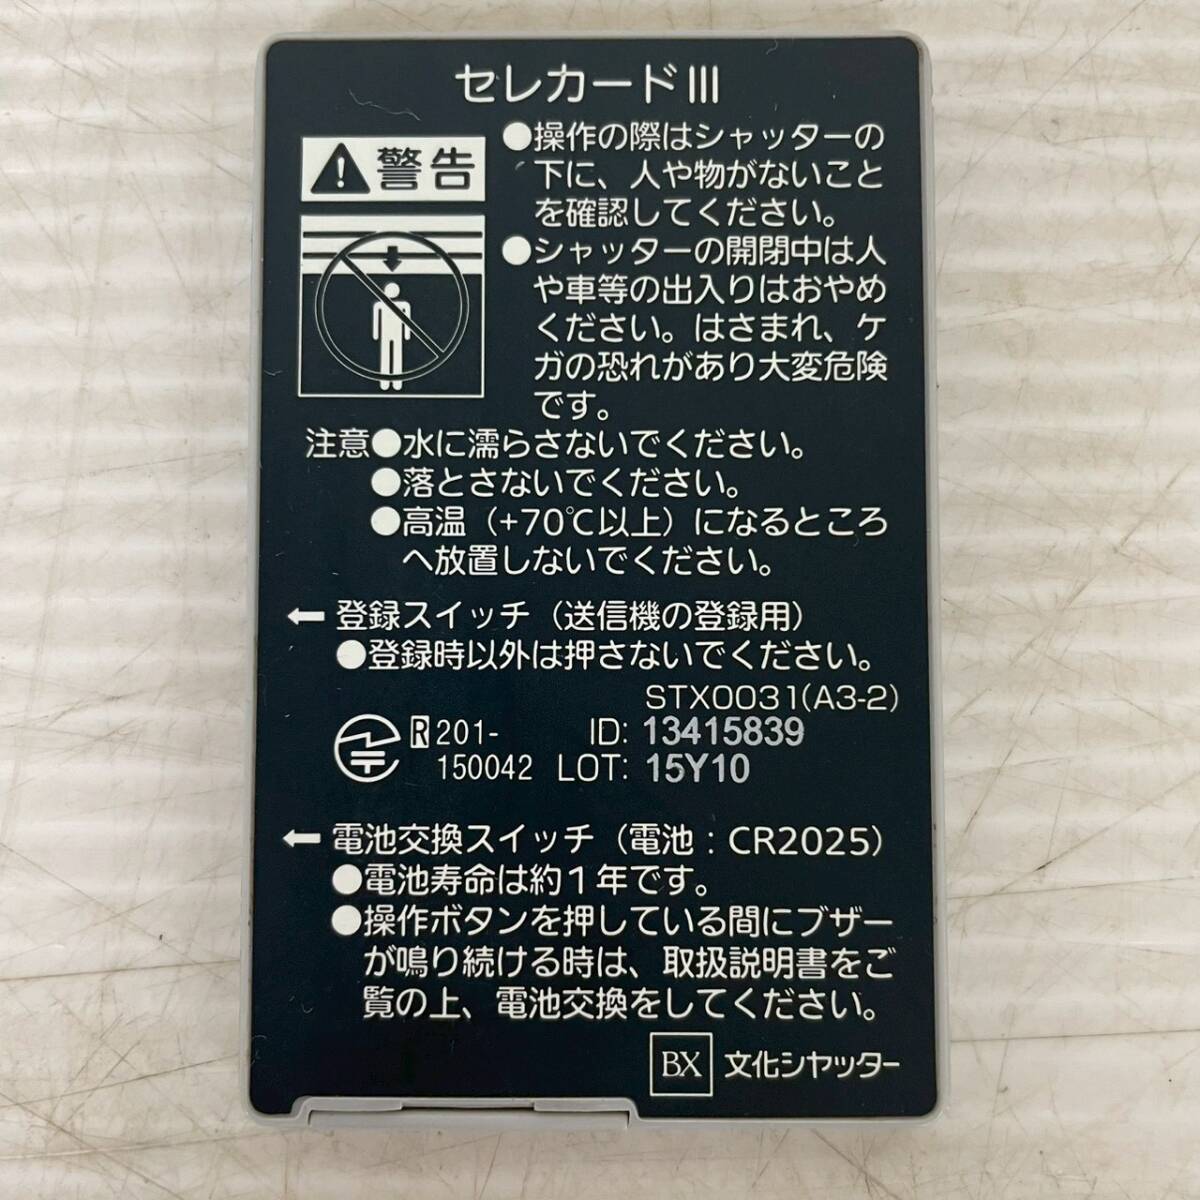 セレカードIII
警告
●操作の際はシャッターの
下に、人や物がないこと
を確認してください。
●シャッターの開閉中は人
や車等の出入りはおやめ
ください。はさまれ、ケ
ガの恐れがあり大変危険
です。
注意●水に濡らさないでください。
●落とさないでください。
●高温（+70℃以上）になるところ
へ放置しないでください。
← 登録スイッチ（送信機の登録用）
●登録時以外は押さないでください。
STX0031(A3-2)
R 201- ID: 13415839
150042 LOT: 15Y10
← 電池交換スイッチ（電池：CR2025）
●電池寿命は約１年です。
●操作ボタンを押している間にブザー
が鳴り続ける時は、取扱説明書をご
覧の上、電池交換をしてください。
BX 文化シヤッター